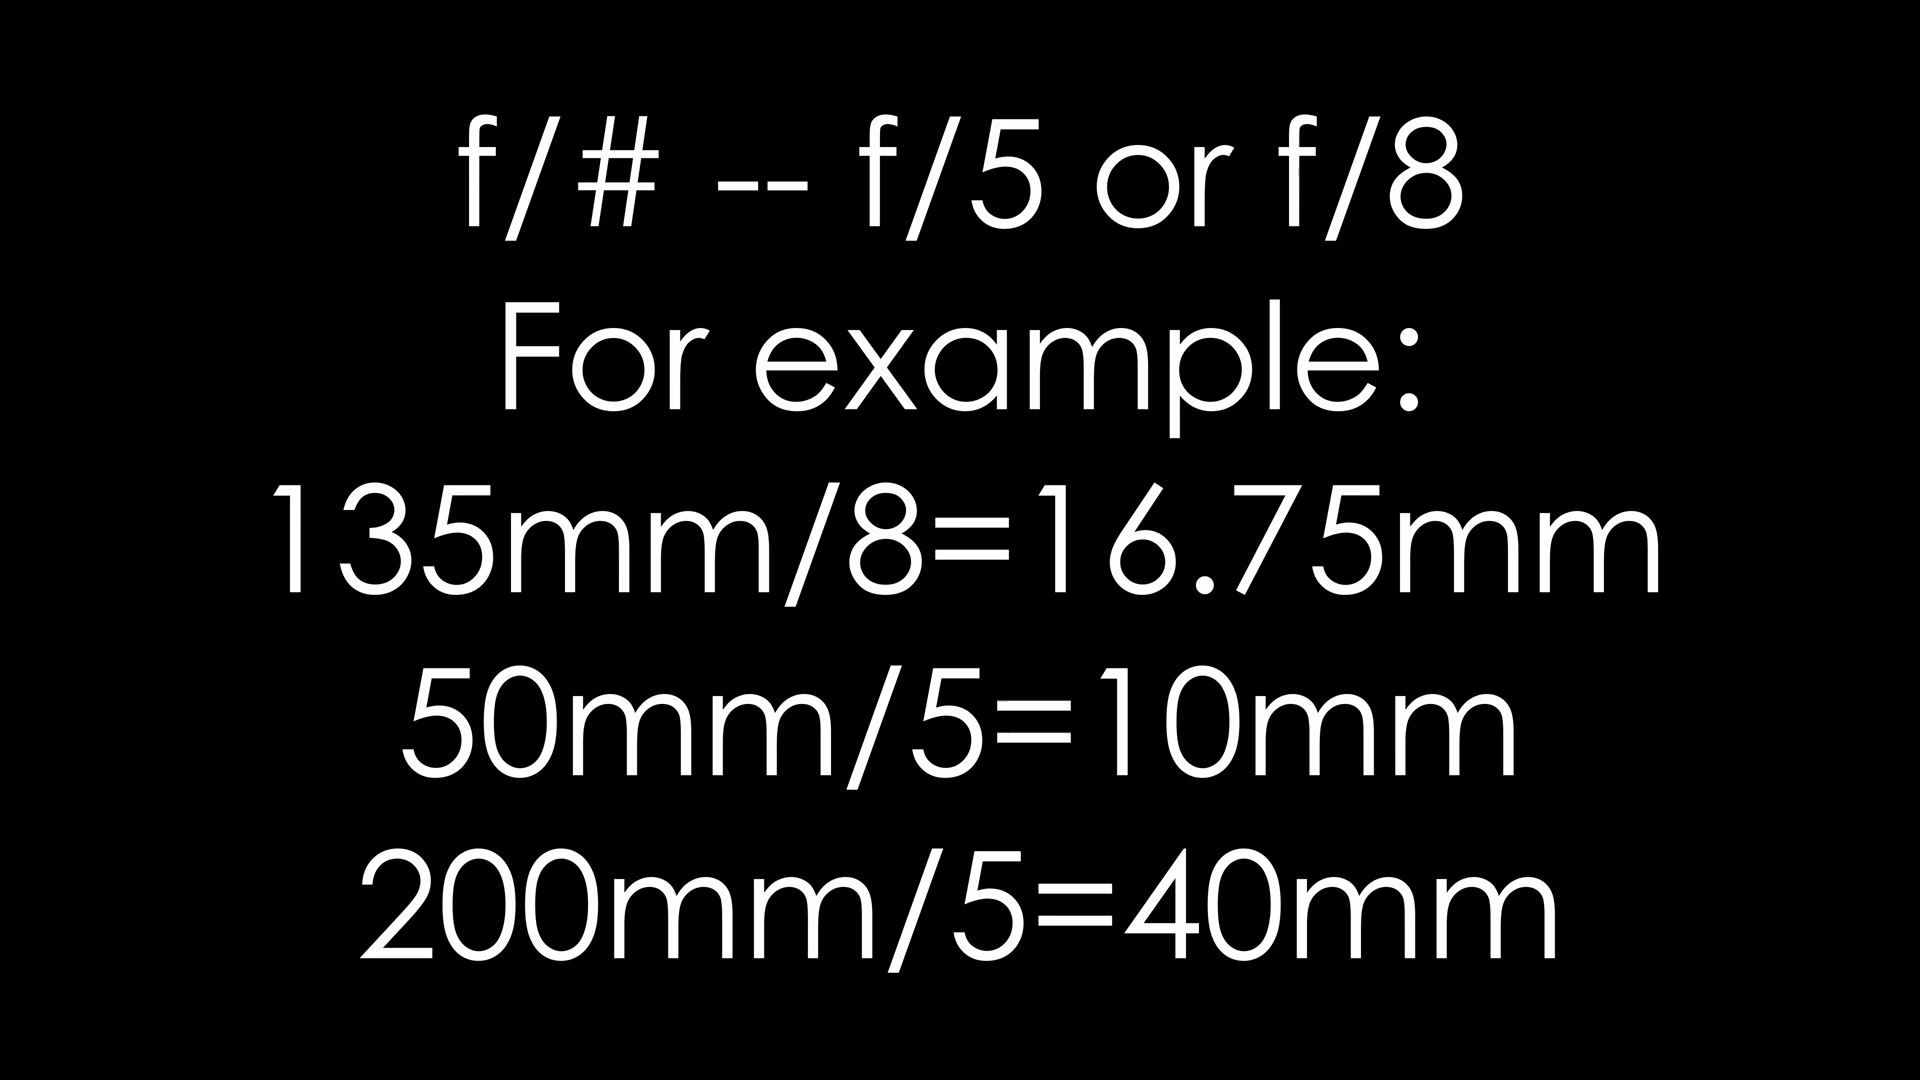 f/# -- f/5 or f/8
For example:
135mm/8=16.75mm
50mm/5=10mm
200mm/5=40mm